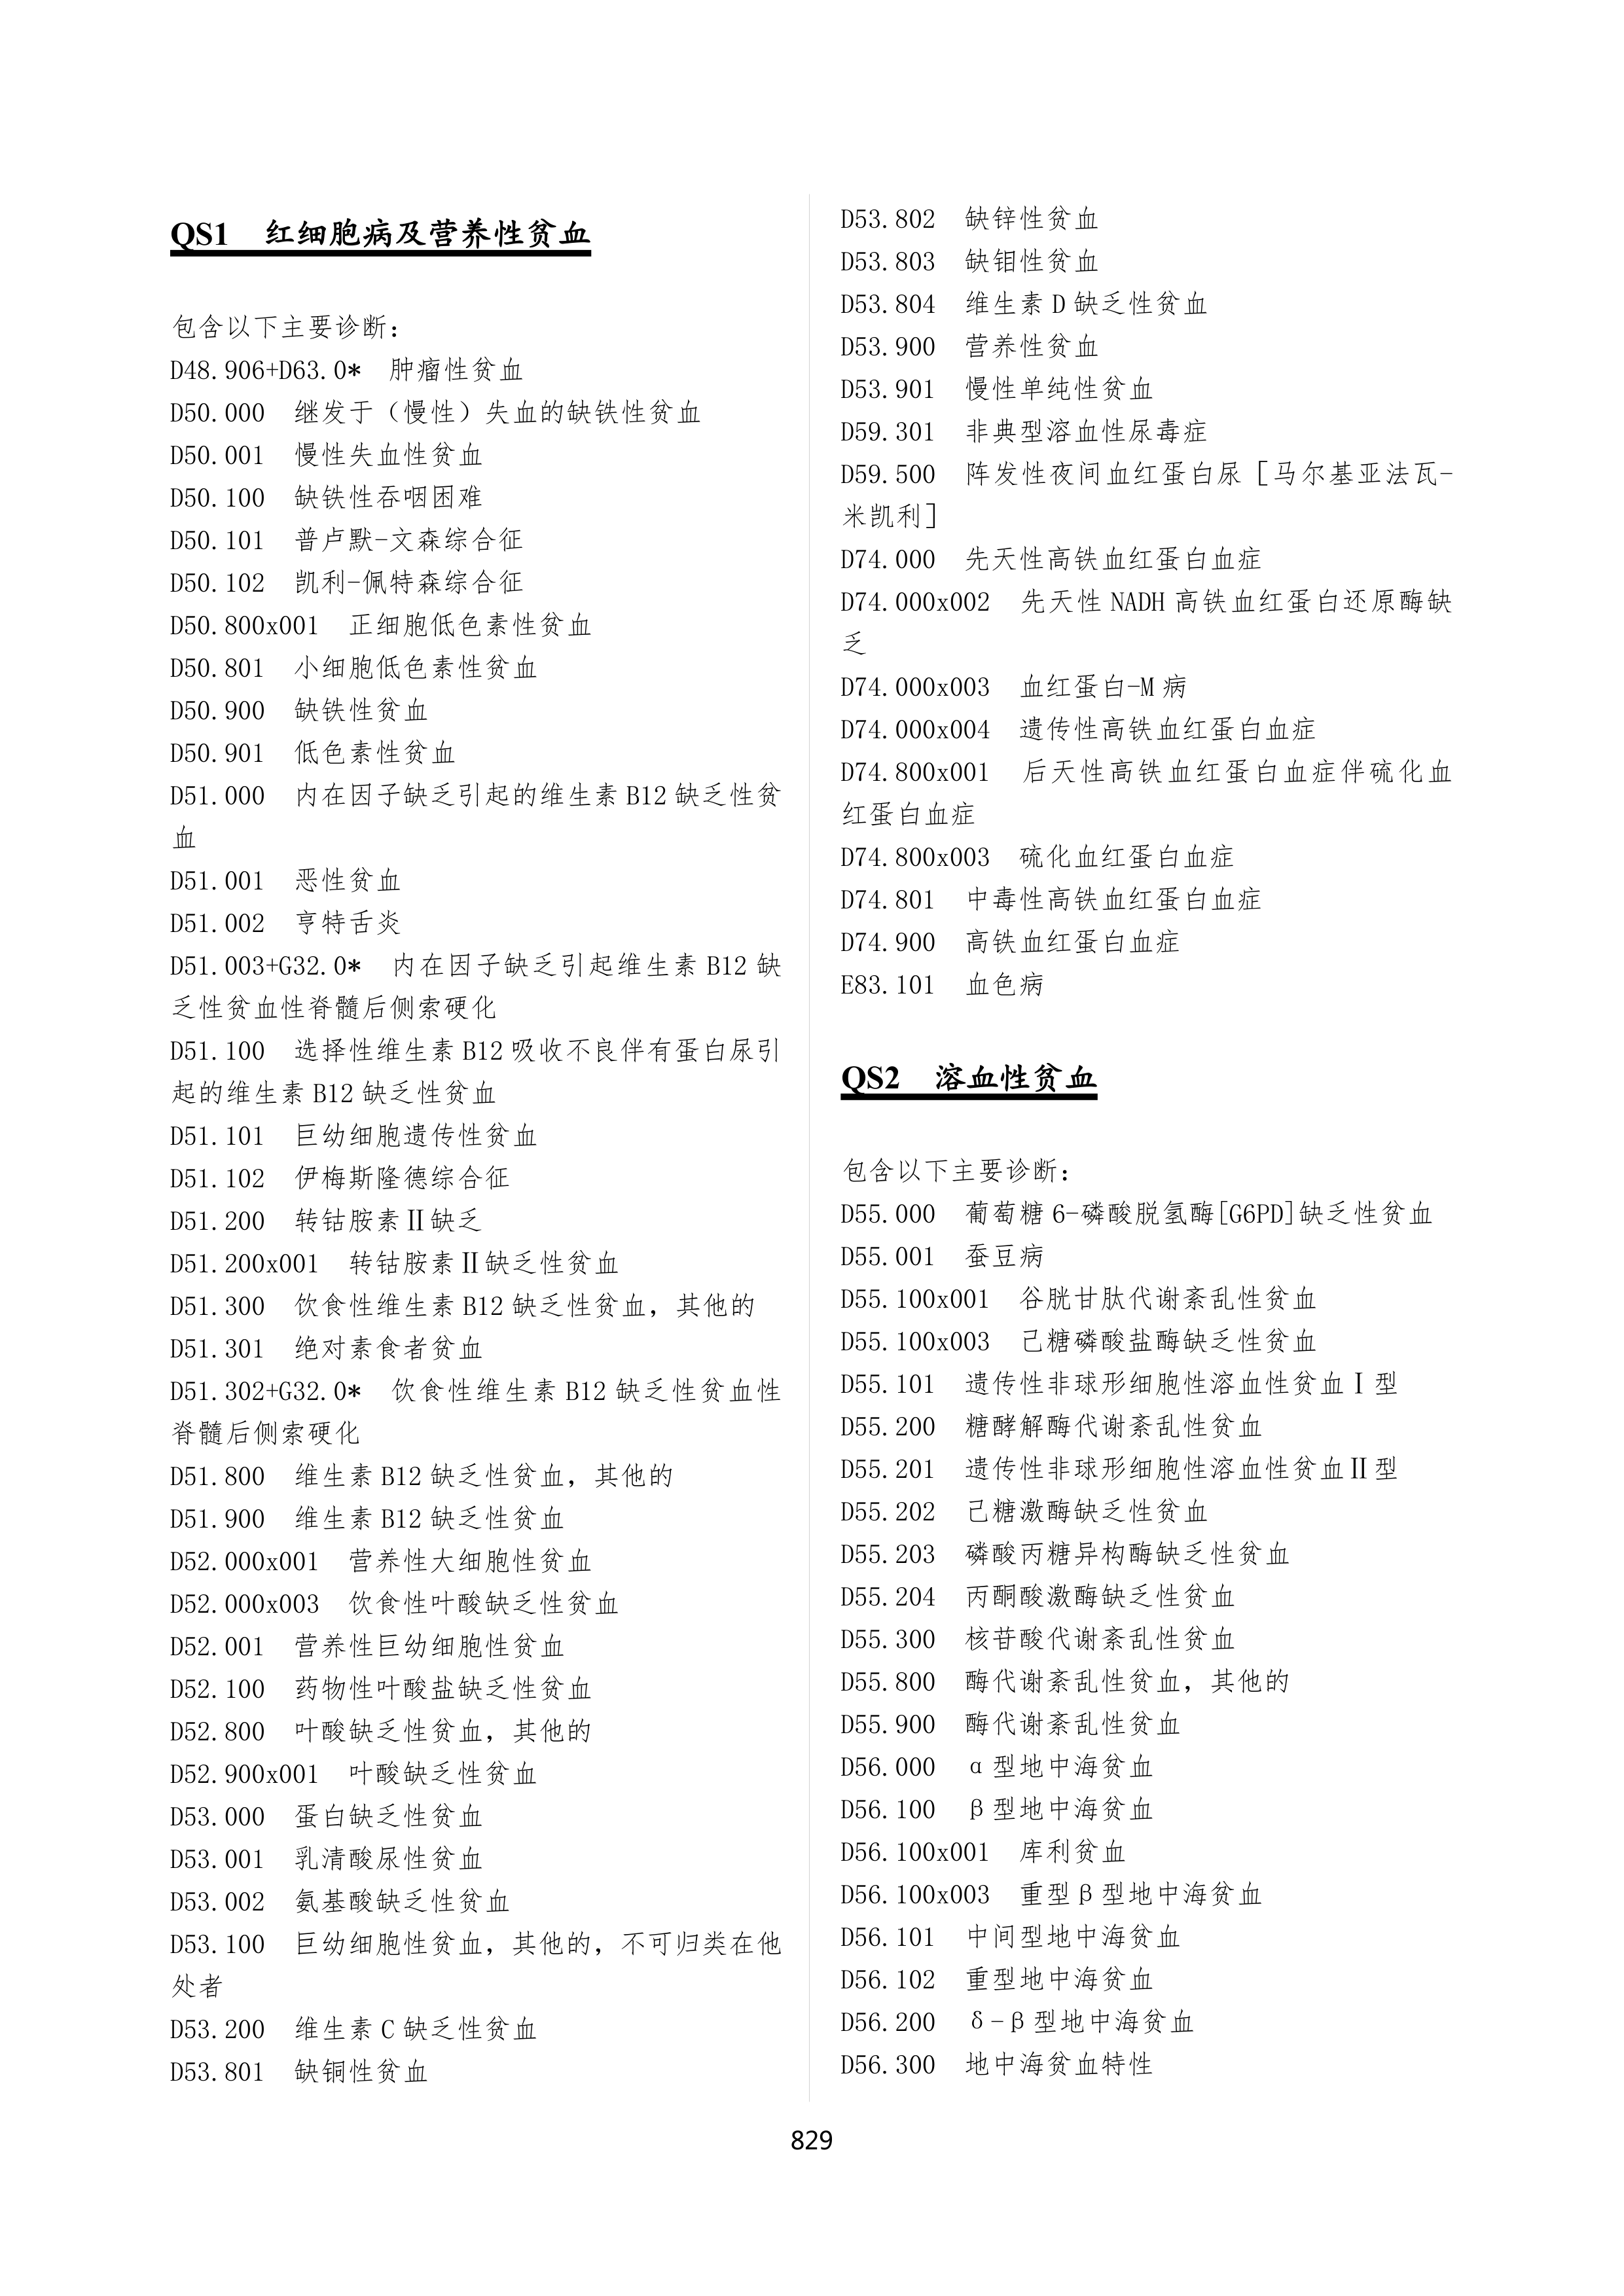 QS1 红细胞病及营养性贫血
包含以下主要诊断：
D48.906+D63.0* 肿瘤性贫血
D50.000 继发于（慢性）失血的缺铁性贫血
D50.001 慢性失血性贫血
D50.100 缺铁性吞咽困难
D50.101 普卢默-文森综合征
D50.102 凯利-佩特森综合征
D50.800x001 正细胞低色素性贫血
D50.801 小细胞低色素性贫血
D50.900 缺铁性贫血
D50.901 低色素性贫血
D51.000 内在因子缺乏引起的维生素 B12 缺乏性贫
血
D51.001 恶性贫血
D51.002 亨特舌炎
D51.003+G32.0* 内在因子缺乏引起维生素 B12 缺
乏性贫血性脊髓后侧索硬化
D51.100 选择性维生素 B12 吸收不良伴有蛋白尿引
起的维生素 B12 缺乏性贫血
D51.101 巨幼细胞遗传性贫血
D51.102 伊梅斯隆德综合征
D51.200 转钴胺素Ⅱ缺乏
D51.200x001 转钴胺素Ⅱ缺乏性贫血
D51.300 饮食性维生素 B12 缺乏性贫血，其他的
D51.301 绝对素食者贫血
D51.302+G32.0* 饮食性维生素 B12 缺乏性贫血性
脊髓后侧索硬化
D51.800 维生素 B12 缺乏性贫血，其他的
D51.900 维生素 B12 缺乏性贫血
D52.000x001 营养性大细胞性贫血
D52.000x003 饮食性叶酸缺乏性贫血
D52.001 营养性巨幼细胞性贫血
D52.100 药物性叶酸盐缺乏性贫血
D52.800 叶酸缺乏性贫血，其他的
D52.900x001 叶酸缺乏性贫血
D53.000 蛋白缺乏性贫血
D53.001 乳清酸尿性贫血
D53.002 氨基酸缺乏性贫血
D53.100 巨幼细胞性贫血，其他的，不可归类在他
处者
D53.200 维生素 C 缺乏性贫血
D53.801 缺铜性贫血
D53.802 缺锌性贫血
D53.803 缺钼性贫血
D53.804 维生素 D 缺乏性贫血
D53.900 营养性贫血
D53.901 慢性单纯性贫血
D59.301 非典型溶血性尿毒症
D59.500 阵发性夜间血红蛋白尿［马尔基亚法瓦-
米凯利］
D74.000 先天性高铁血红蛋白血症
D74.000x002 先天性 NADH 高铁血红蛋白还原酶缺
乏
D74.000x003 血红蛋白-M 病
D74.000x004 遗传性高铁血红蛋白血症
D74.800x001 后天性高铁血红蛋白血症伴硫化血
红蛋白血症
D74.800x003 硫化血红蛋白血症
D74.801 中毒性高铁血红蛋白血症
D74.900 高铁血红蛋白血症
E83.101 血色病
QS2 溶血性贫血
包含以下主要诊断：
D55.000 葡萄糖 6-磷酸脱氢酶[G6PD]缺乏性贫血
D55.001 蚕豆病
D55.100x001 谷胱甘肽代谢紊乱性贫血
D55.100x003 己糖磷酸盐酶缺乏性贫血
D55.101 遗传性非球形细胞性溶血性贫血Ⅰ型
D55.200 糖酵解酶代谢紊乱性贫血
D55.201 遗传性非球形细胞性溶血性贫血Ⅱ型
D55.202 己糖激酶缺乏性贫血
D55.203 磷酸丙糖异构酶缺乏性贫血
D55.204 丙酮酸激酶缺乏性贫血
D55.300 核苷酸代谢紊乱性贫血
D55.800 酶代谢紊乱性贫血，其他的
D55.900 酶代谢紊乱性贫血
D56.000 α型地中海贫血
D56.100 β型地中海贫血
D56.100x001 库利贫血
D56.100x003 重型β型地中海贫血
D56.101 中间型地中海贫血
D56.102 重型地中海贫血
D56.200 δ-β型地中海贫血
D56.300 地中海贫血特性
829